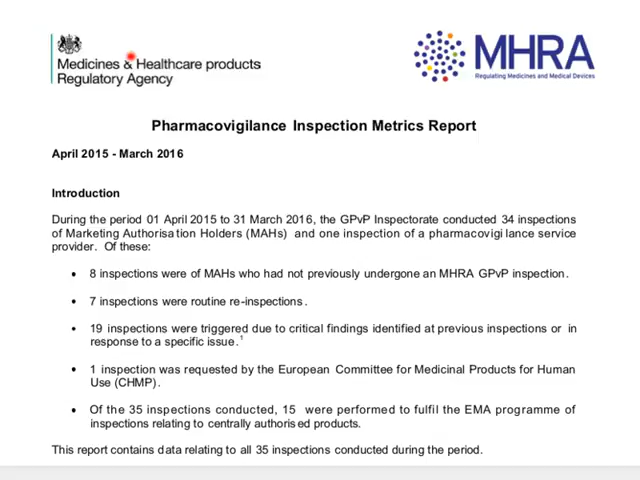 Medicines & Healthcare products
Regulatory Agency
MHRA
Regulating Medicines and Medical Devices
Pharmacovigilance Inspection Metrics Report
April 2015 - March 2016
Introduction
During the period 01 April 2015 to 31 March 2016, the GPvP Inspectorate conducted 34 inspections
of Marketing Authorisation Holders (MAHs) and one inspection of a pharmacovigilance service
provider. Of these:
• 8 inspections were of MAHs who had not previously undergone an MHRA GPvP inspection.
• 7 inspections were routine re-inspections.
• 19 inspections were triggered due to critical findings identified at previous inspections or in
response to a specific issue.1
• 1 inspection was requested by the European Committee for Medicinal Products for Human
Use (CHMP).
• Of the 35 inspections conducted, 15 were performed to fulfil the EMA programme of
inspections relating to centrally authorised products.
This report contains data relating to all 35 inspections conducted during the period.